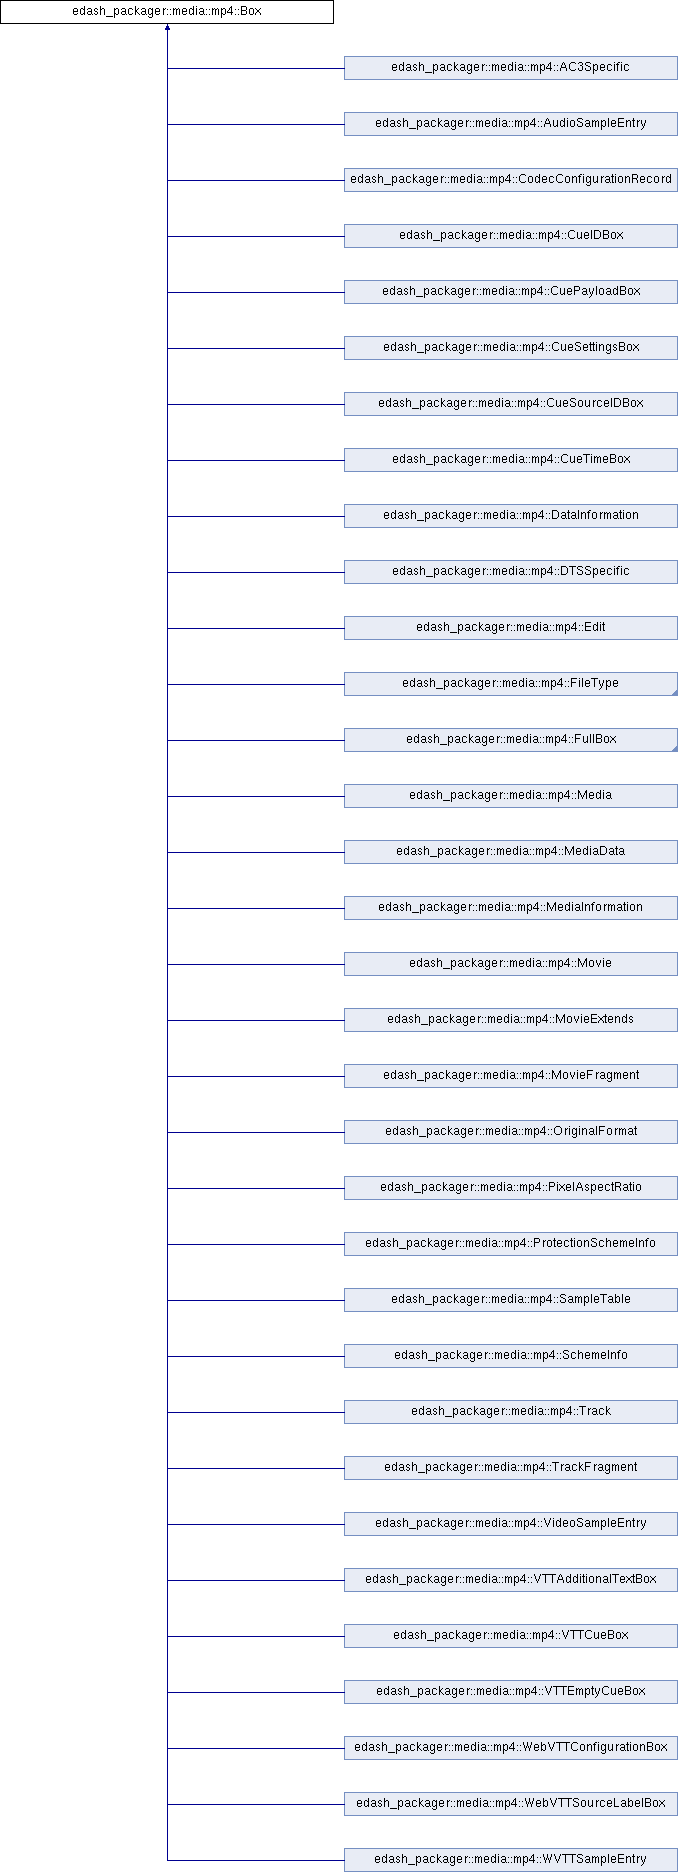 edash_packager::media::mp4::Box
edash_packager::media::mp4::AC3Specific
edash_packager::media::mp4::AudioSampleEntry
edash_packager::media::mp4::CodecConfigurationRecord
edash_packager::media::mp4::CueIDBox
edash_packager::media::mp4::CuePayloadBox
edash_packager::media::mp4::CueSettingsBox
edash_packager::media::mp4::CueSourceIDBox
edash_packager::media::mp4::CueTimeBox
edash_packager::media::mp4::DataInformation
edash_packager::media::mp4::DTSSpecific
edash_packager::media::mp4::Edit
edash_packager::media::mp4::FileType
edash_packager::media::mp4::FullBox
edash_packager::media::mp4::Media
edash_packager::media::mp4::MediaData
edash_packager::media::mp4::MediaInformation
edash_packager::media::mp4::Movie
edash_packager::media::mp4::MovieExtends
edash_packager::media::mp4::MovieFragment
edash_packager::media::mp4::OriginalFormat
edash_packager::media::mp4::PixelAspectRatio
edash_packager::media::mp4::ProtectionSchemeInfo
edash_packager::media::mp4::SampleTable
edash_packager::media::mp4::SchemeInfo
edash_packager::media::mp4::Track
edash_packager::media::mp4::TrackFragment
edash_packager::media::mp4::VideoSampleEntry
edash_packager::media::mp4::VTTAdditionalTextBox
edash_packager::media::mp4::VTTCueBox
edash_packager::media::mp4::VTTEmptyCueBox
edash_packager::media::mp4::WebVTTConfigurationBox
edash_packager::media::mp4::WebVTTSourceLabelBox
edash_packager::media::mp4::WVTTSampleEntry